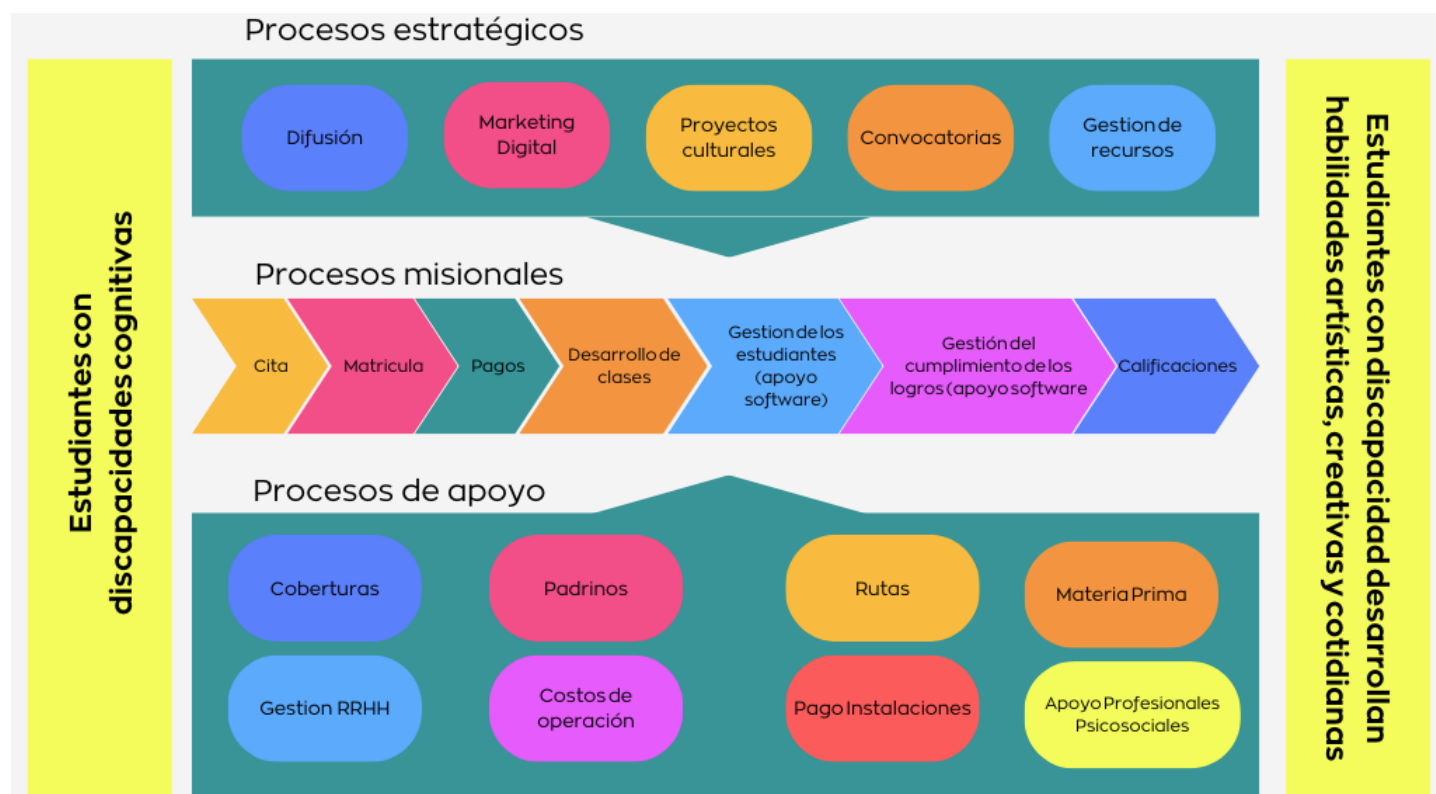 Procesos estratégicos
Difusión
Marketing
Digital
Proyectos
culturales
Convocatorias
Gestion de
recursos
Estudiantes con
discapacidades cognitivas
Procesos misionales
Cita
Matricula
Pagos
Desarrollo de
clases
Gestion de los
estudiantes
(apoyo
software)
Gestión del
cumplimiento de los
logros (apoyo software
Calificaciones
Procesos de apoyo
Coberturas
Padrinos
Rutas
Materia Prima
Gestion RRHH
Costos de
operación
Pago Instalaciones
Apoyo Profesionales
Psicosociales
Estudiantes con discapacidad desarrollan
habilidades artísticas, creativas y cotidianas